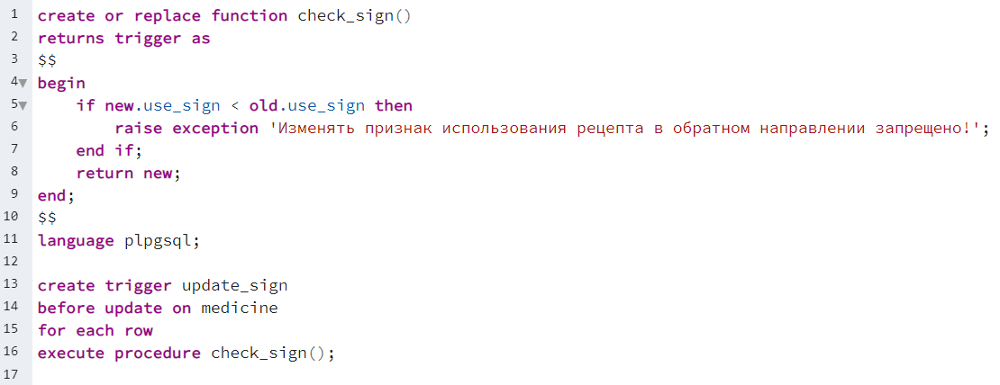 1 create or replace function check_sign()
2 returns trigger as
3 $$
4 begin
5 if new.use_sign < old.use_sign then
6 raise exception 'Изменять признак использования рецепта в обратном направлении запрещено!';
7 end if;
8 return new;
9 end;
10 $$
11 language plpgsql;
12
13 create trigger update_sign
14 before update on medicine
15 for each row
16 execute procedure check_sign();
17